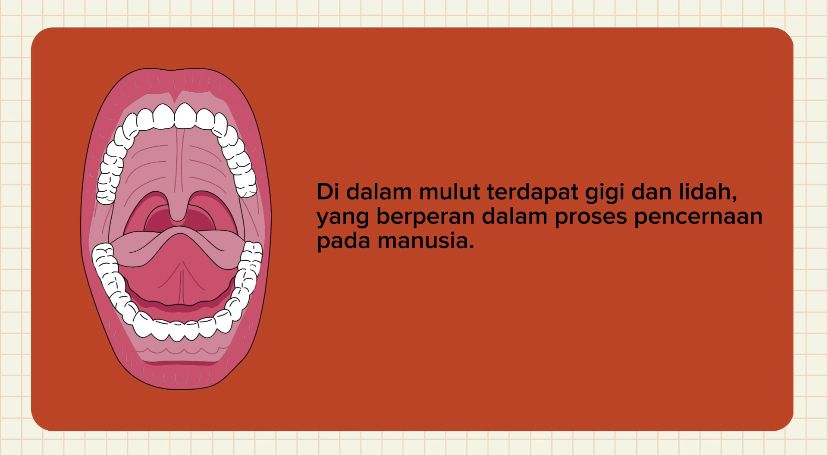 Di dalam mulut terdapat gigi dan lidah,
yang berperan dalam proses pencernaan
pada manusia.